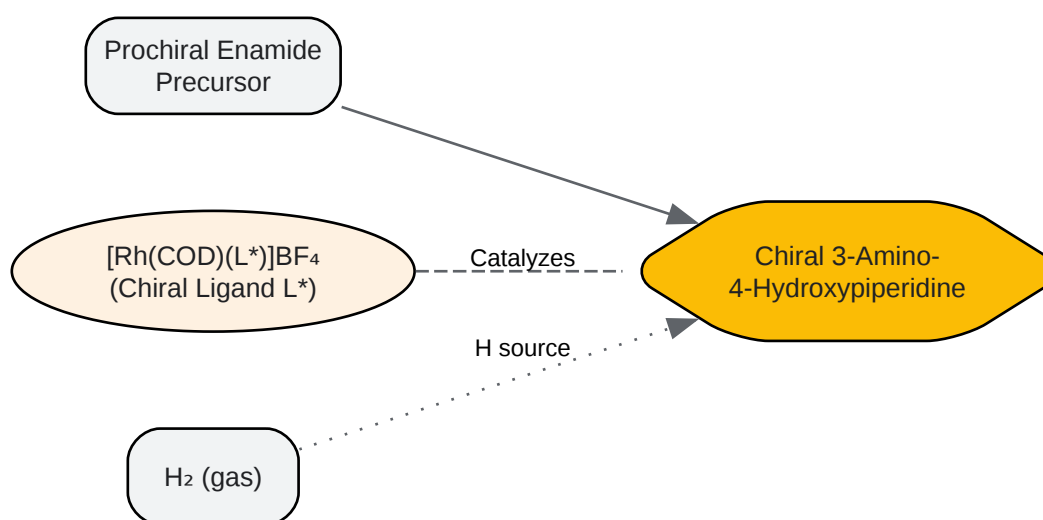 Prochiral Enamide
Precursor
[Rh(COD)(L*)]BF₄
(Chiral Ligand L*)
Catalyzes
Chiral 3-Amino-
4-Hydroxypiperidine
H source
H₂ (gas)